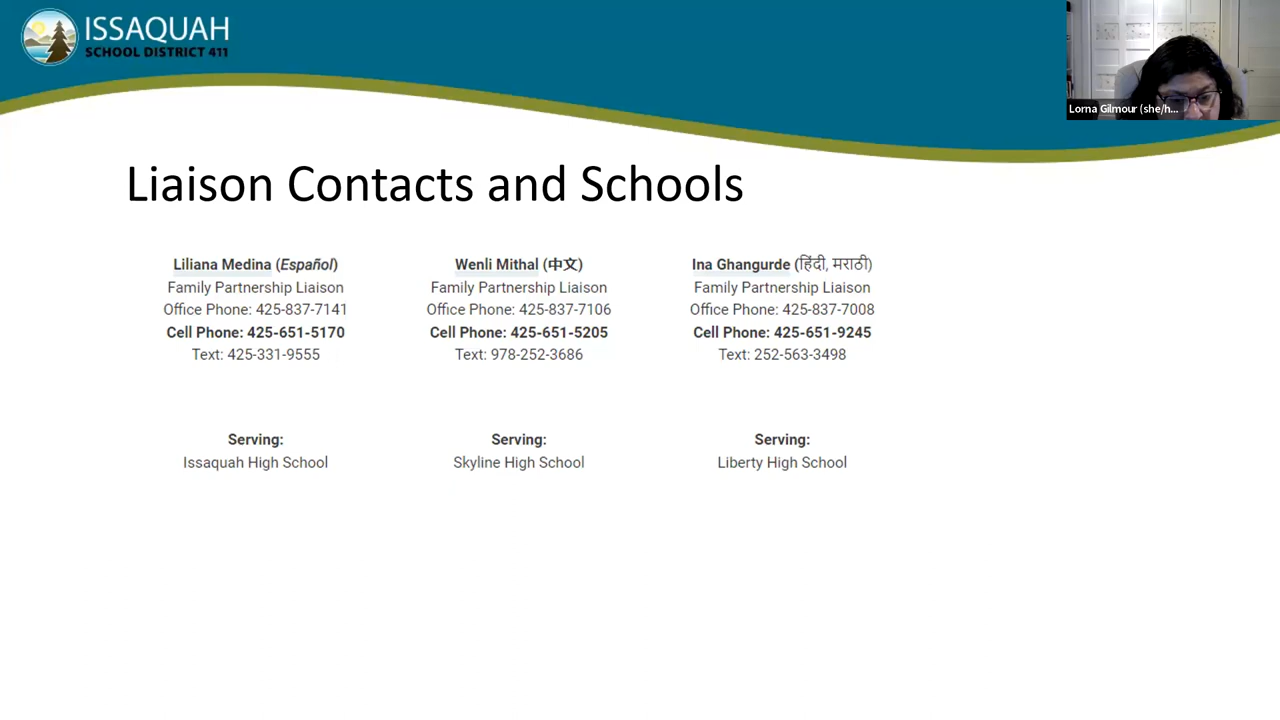 ISSAQUAH
SCHOOL DISTRICT 411
Lorna Gilmour (she/h...
Liaison Contacts and Schools
Liliana Medina (Español)
Family Partnership Liaison
Office Phone: 425-837-7141
Cell Phone: 425-651-5170
Text: 425-331-9555
Serving:
Issaquah High School
Wenli Mithal (中文)
Family Partnership Liaison
Office Phone: 425-837-7106
Cell Phone: 425-651-5205
Text: 978-252-3686
Serving:
Skyline High School
Ina Ghangurde (हिंदी, मराठी)
Family Partnership Liaison
Office Phone: 425-837-7008
Cell Phone: 425-651-9245
Text: 252-563-3498
Serving:
Liberty High School